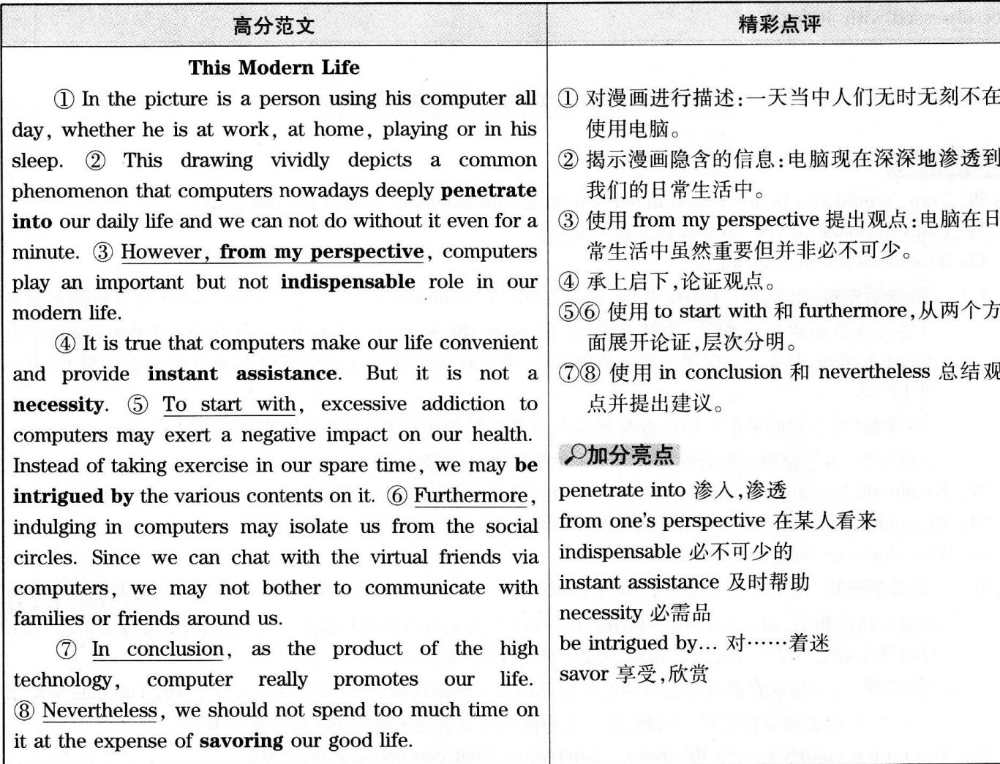 高分范文
This Modern Life
① In the picture is a person using his computer all
day, whether he is at work, at home, playing or in his
sleep. ② This drawing vividly depicts a common
phenomenon that computers nowadays deeply penetrate
into our daily life and we can not do without it even for a
minute. ③ However, from my perspective, computers
play an important but not indispensable role in our
modern life.
④ It is true that computers make our life convenient
and provide instant assistance. But it is not a
necessity. ⑤ To start with, excessive addiction to
computers may exert a negative impact on our health.
Instead of taking exercise in our spare time, we may be
intrigued by the various contents on it. ⑥ Furthermore,
indulging in computers may isolate us from the social
circles. Since we can chat with the virtual friends via
computers, we may not bother to communicate with
families or friends around us.
⑦ In conclusion, as the product of the high
technology, computer really promotes our life.
⑧ Nevertheless, we should not spend too much time on
it at the expense of savoring our good life.
精彩点评
① 对漫画进行描述:一天当中人们无时无刻不在
使用电脑。
② 揭示漫画隐含的信息:电脑现在深深地渗透到
我们的日常生活中。
③ 使用 from my perspective 提出观点:电脑在日
常生活中虽然重要但并非必不可少。
④ 承上启下,论证观点。
⑤⑥ 使用 to start with 和 furthermore,从两个方
面展开论证,层次分明。
⑦⑧ 使用 in conclusion 和 nevertheless 总结观
点并提出建议。
加分亮点
penetrate into 渗入,渗透
from one's perspective 在某人看来
indispensable 必不可少的
instant assistance 及时帮助
necessity 必需品
be intrigued by… 对……着迷
savor 享受,欣赏